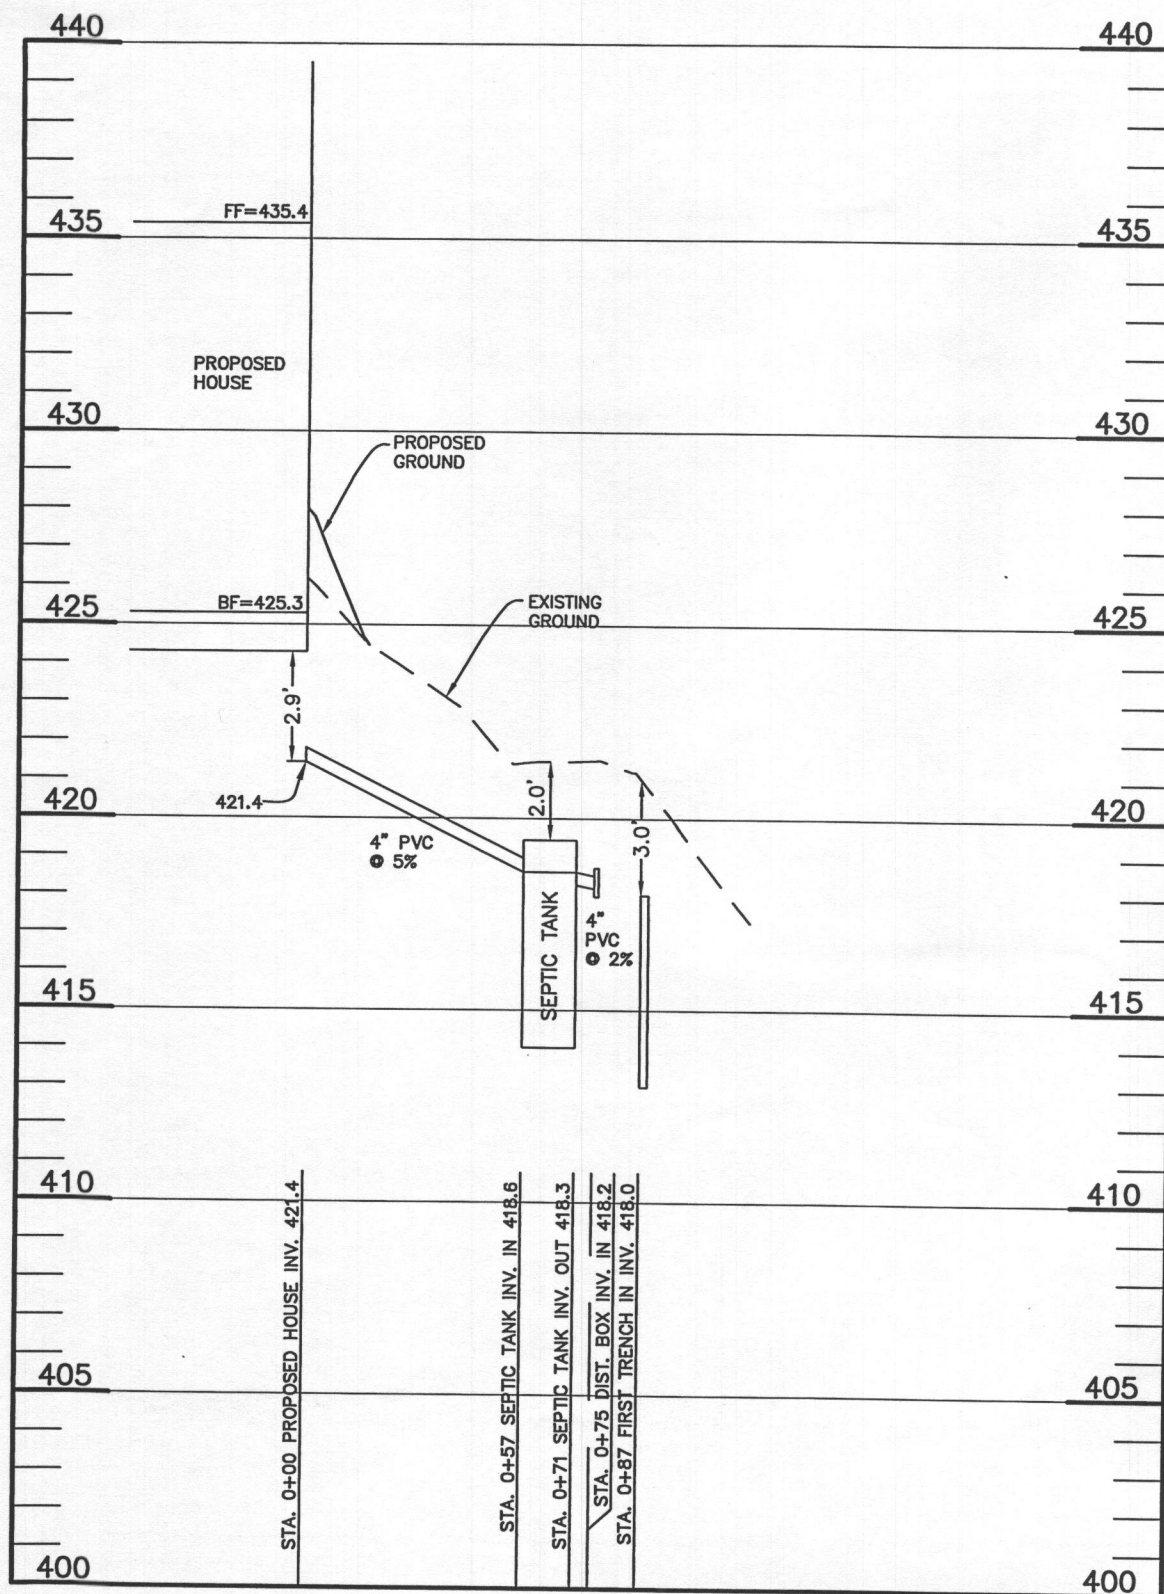 440
440
FF=435.4
435
435
PROPOSED
HOUSE
430
430
PROPOSED
GROUND
BF=425.3
425
425
EXISTING
GROUND
2.9'
421.4
420
420
2.0'
3.0'
4" PVC
@ 5%
SEPTIC TANK
4"
PVC
@ 2%
415
415
410
410
STA. 0+00 PROPOSED HOUSE INV. 421.4
STA. 0+57 SEPTIC TANK INV. IN 418.6
STA. 0+71 SEPTIC TANK INV. OUT 418.3
STA. 0+75 DIST. BOX INV. IN 418.2
STA. 0+87 FIRST TRENCH IN INV. 418.0
405
405
400
400